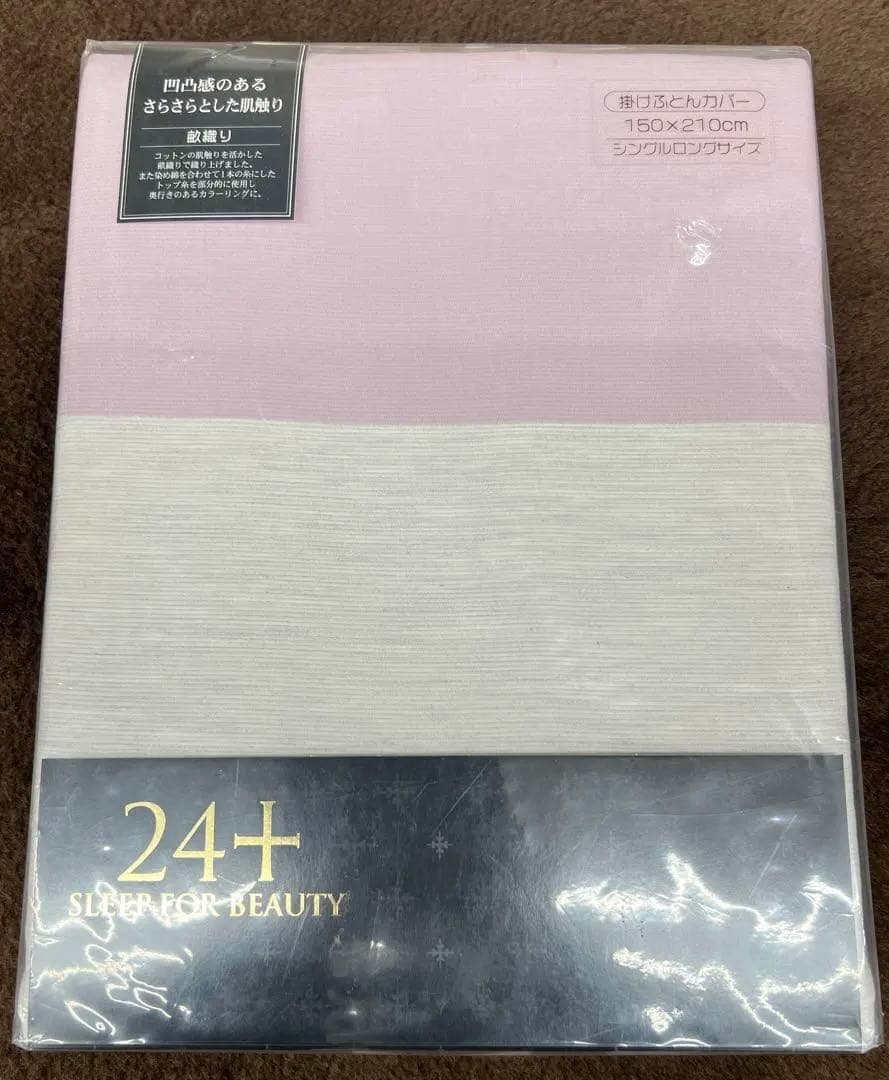 凹凸感のある
さらさらとした肌触り
畝織り
コットンの肌触りを活かした
畝織りで織り上げました。
また染め綿を合わせて1本の糸にした
トップ糸を部分的に使用し
奥行きのあるカラーリングに。
掛けふとんカバー
150×210cm
シングルロングサイズ
24+
SLEEP FOR BEAUTY